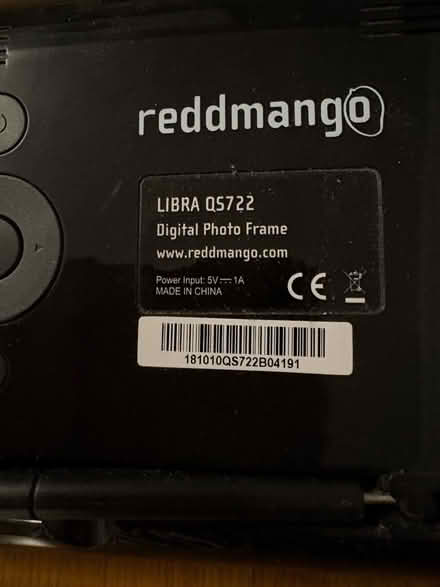 reddmango
LIBRA QS722
Digital Photo Frame
www.reddmango.com
Power Input: 5V⎓1A
MADE IN CHINA
CE
181010QS722B04191